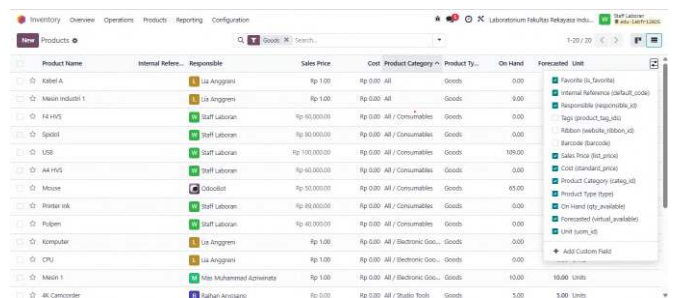 Inventory Overview Operations Products Reporting Configuration
Laboratorium Fakultas Rekayasa Indu...
Staff Laboran
New Products Goods Search... 1-20 / 20
Product Name Internal Refere... Responsible Sales Price Cost Product Category Product Ty... On Hand Forecasted Unit
Kabel A L Lia Anggreni Rp 1.00 Rp 0.00 All Goods 0.00
Mesin Industri 1 L Lia Anggreni Rp 1.00 Rp 0.00 All Goods 9.00
F4 HVS W Staff Laboran Rp 60,000.00 Rp 0.00 All / Consumables Goods 0.00
Spidol W Staff Laboran Rp 30,000.00 Rp 0.00 All / Consumables Goods 0.00
USB W Staff Laboran Rp 100,000.00 Rp 0.00 All / Consumables Goods 109.00
A4 HVS W Staff Laboran Rp 50,000.00 Rp 0.00 All / Consumables Goods 0.00
Mouse OdooBot Rp 50,000.00 Rp 0.00 All / Consumables Goods 65.00
Printer Ink W Staff Laboran Rp 89,000.00 Rp 0.00 All / Consumables Goods 0.00
Pulpen W Staff Laboran Rp 40,000.00 Rp 0.00 All / Consumables Goods 0.00
Komputer L Lia Anggreni Rp 1.00 Rp 0.00 All / Electronic Goo... Goods 0.00
CPU L Lia Anggreni Rp 1.00 Rp 0.00 All / Electronic Goo... Goods 0.00
Mesin 1 M Mas Muhammad Rp 1.00 Rp 0.00 All / Electronic Goo... Goods 10.00 10.00 Units
4K Camcorder R Raihan Rp 0.00 Rp 0.00 All / Studio Tools Goods 5.00 5.00 Units
Favorite (is_favorite)
Internal Reference (default_code)
Responsible (responsible_id)
Tags (product_tag_ids)
Ribbon (website_ribbon_id)
Barcode (barcode)
Sales Price (list_price)
Cost (standard_price)
Product Category (categ_id)
Product Type (type)
On Hand (qty_available)
Forecasted (virtual_available)
Unit (uom_id)
+ Add Custom Field